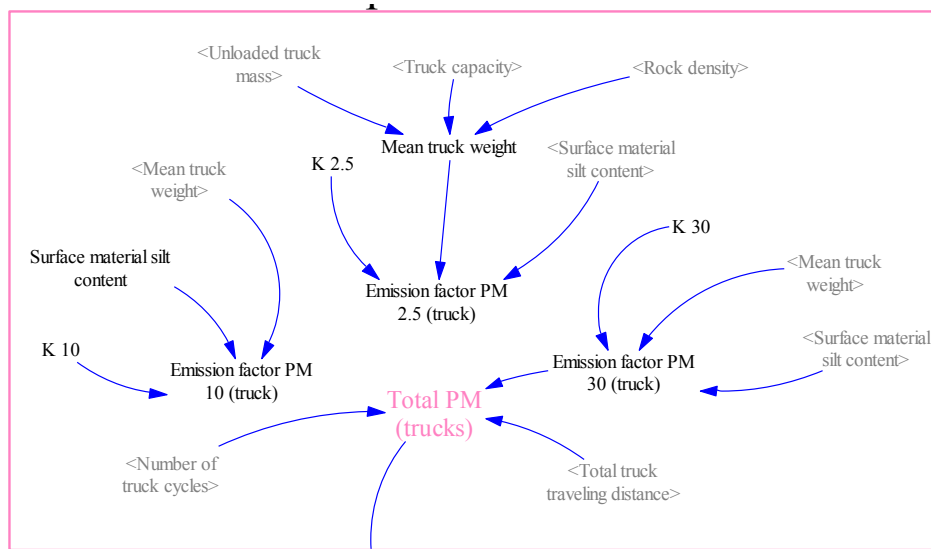 <Unloaded truck
mass>
<Truck capacity>
<Rock density>
Mean truck weight
<Surface material
silt content>
K 2.5
<Mean truck
weight>
K 30
Surface material silt
content
<Mean truck
weight>
Emission factor PM
2.5 (truck)
<Surface material
silt content>
K 10
Emission factor PM
10 (truck)
Emission factor PM
30 (truck)
Total PM
(trucks)
<Number of
truck cycles>
<Total truck
traveling distance>